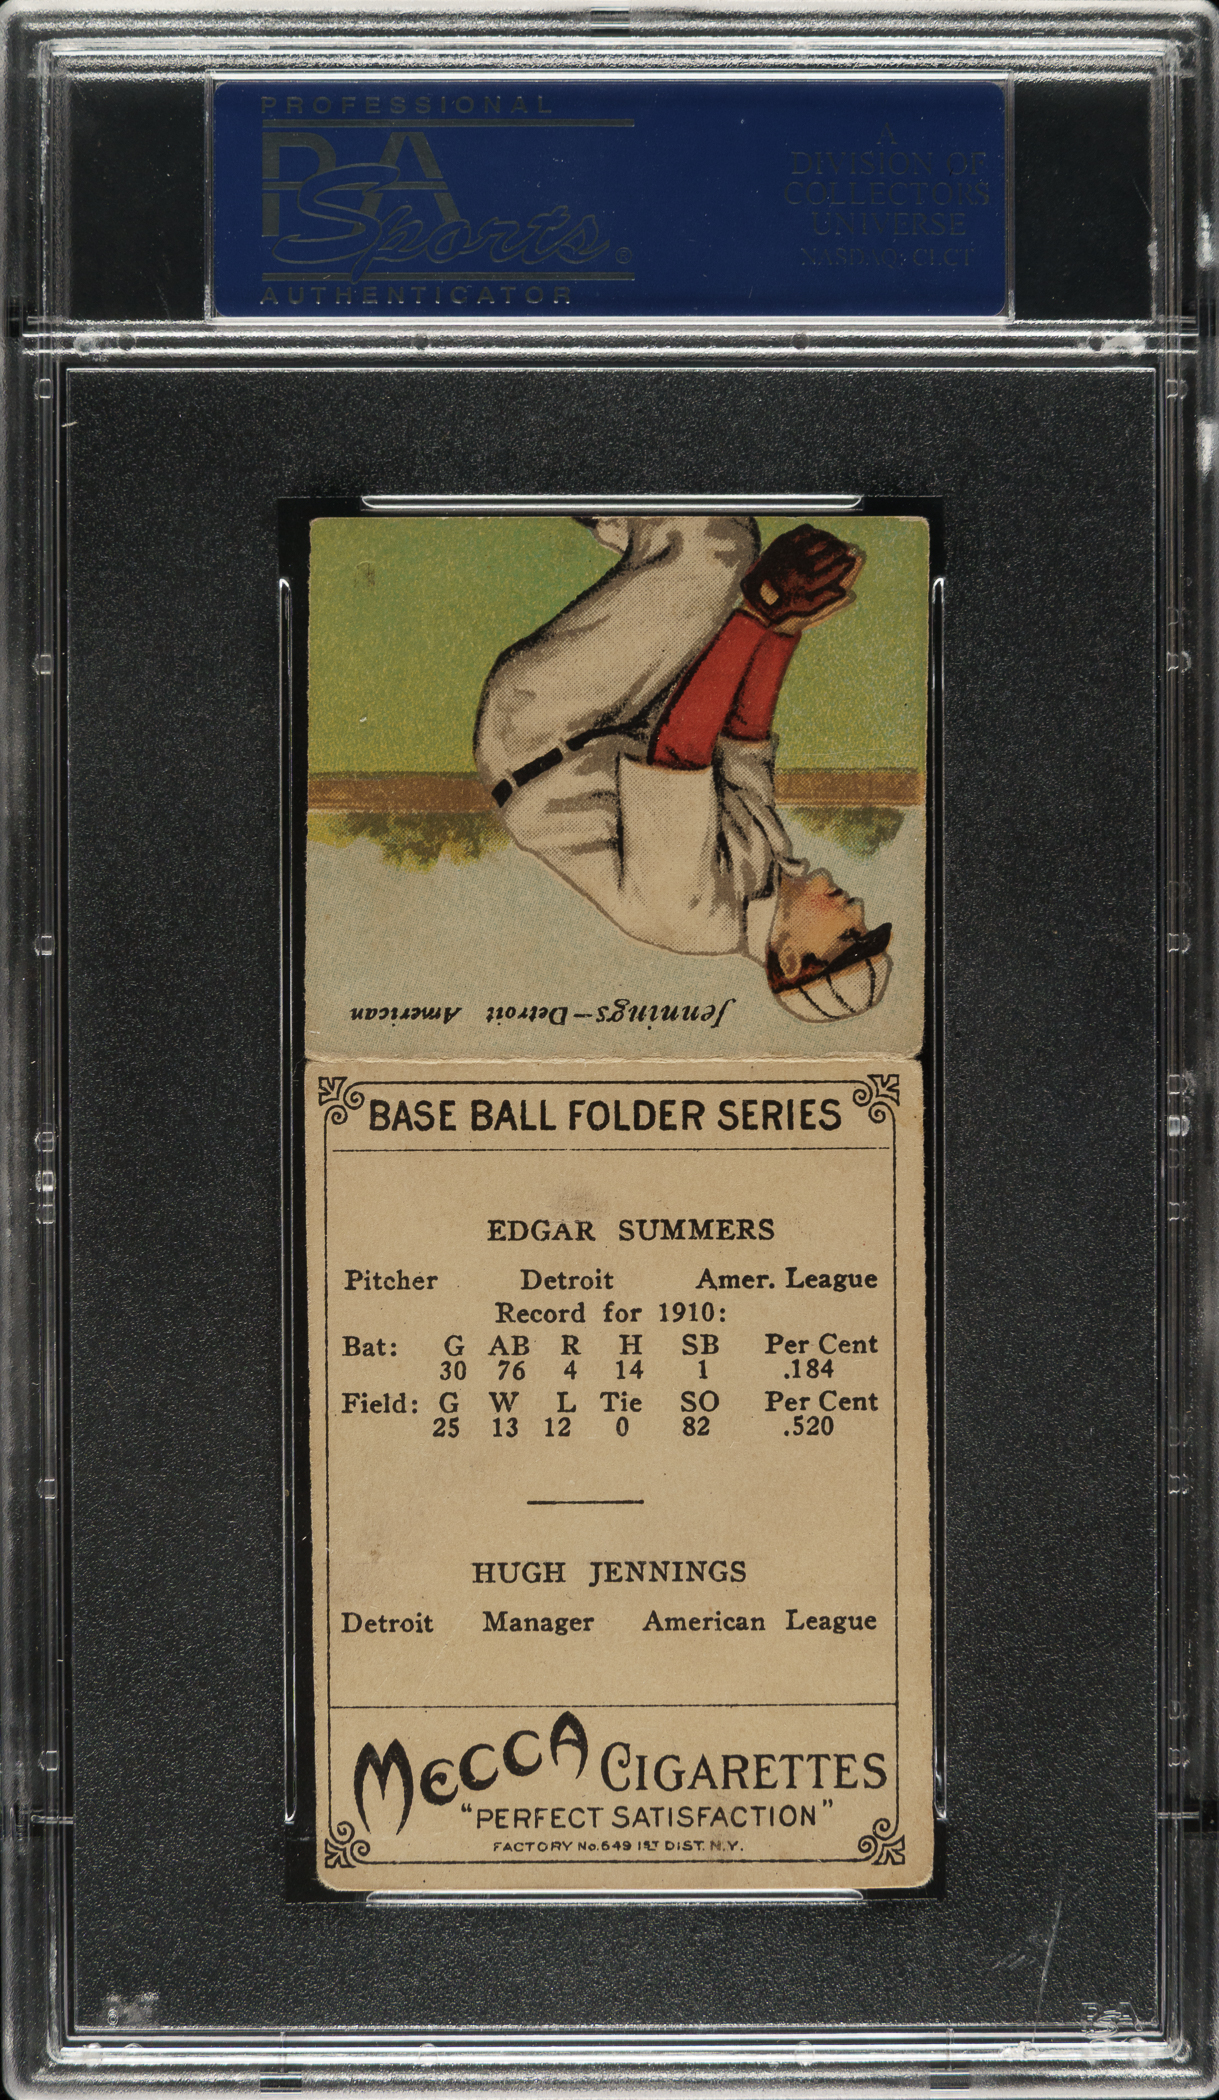 PROFESSIONAL
PSA
Sports®
AUTHENTICATOR
A
DIVISION OF
COLLECTORS
UNIVERSE
NASDAQ: CLCT
Jennings—Detroit American
BASE BALL FOLDER SERIES
EDGAR SUMMERS
Pitcher Detroit Amer. League
Record for 1910:
Bat: G AB R H SB Per Cent
30 76 4 14 1 .184
Field: G W L Tie SO Per Cent
25 13 12 0 82 .520
HUGH JENNINGS
Detroit Manager American League
MECCA CIGARETTES
"PERFECT SATISFACTION"
FACTORY No. 649 1ST DIST. N.Y.
PSA